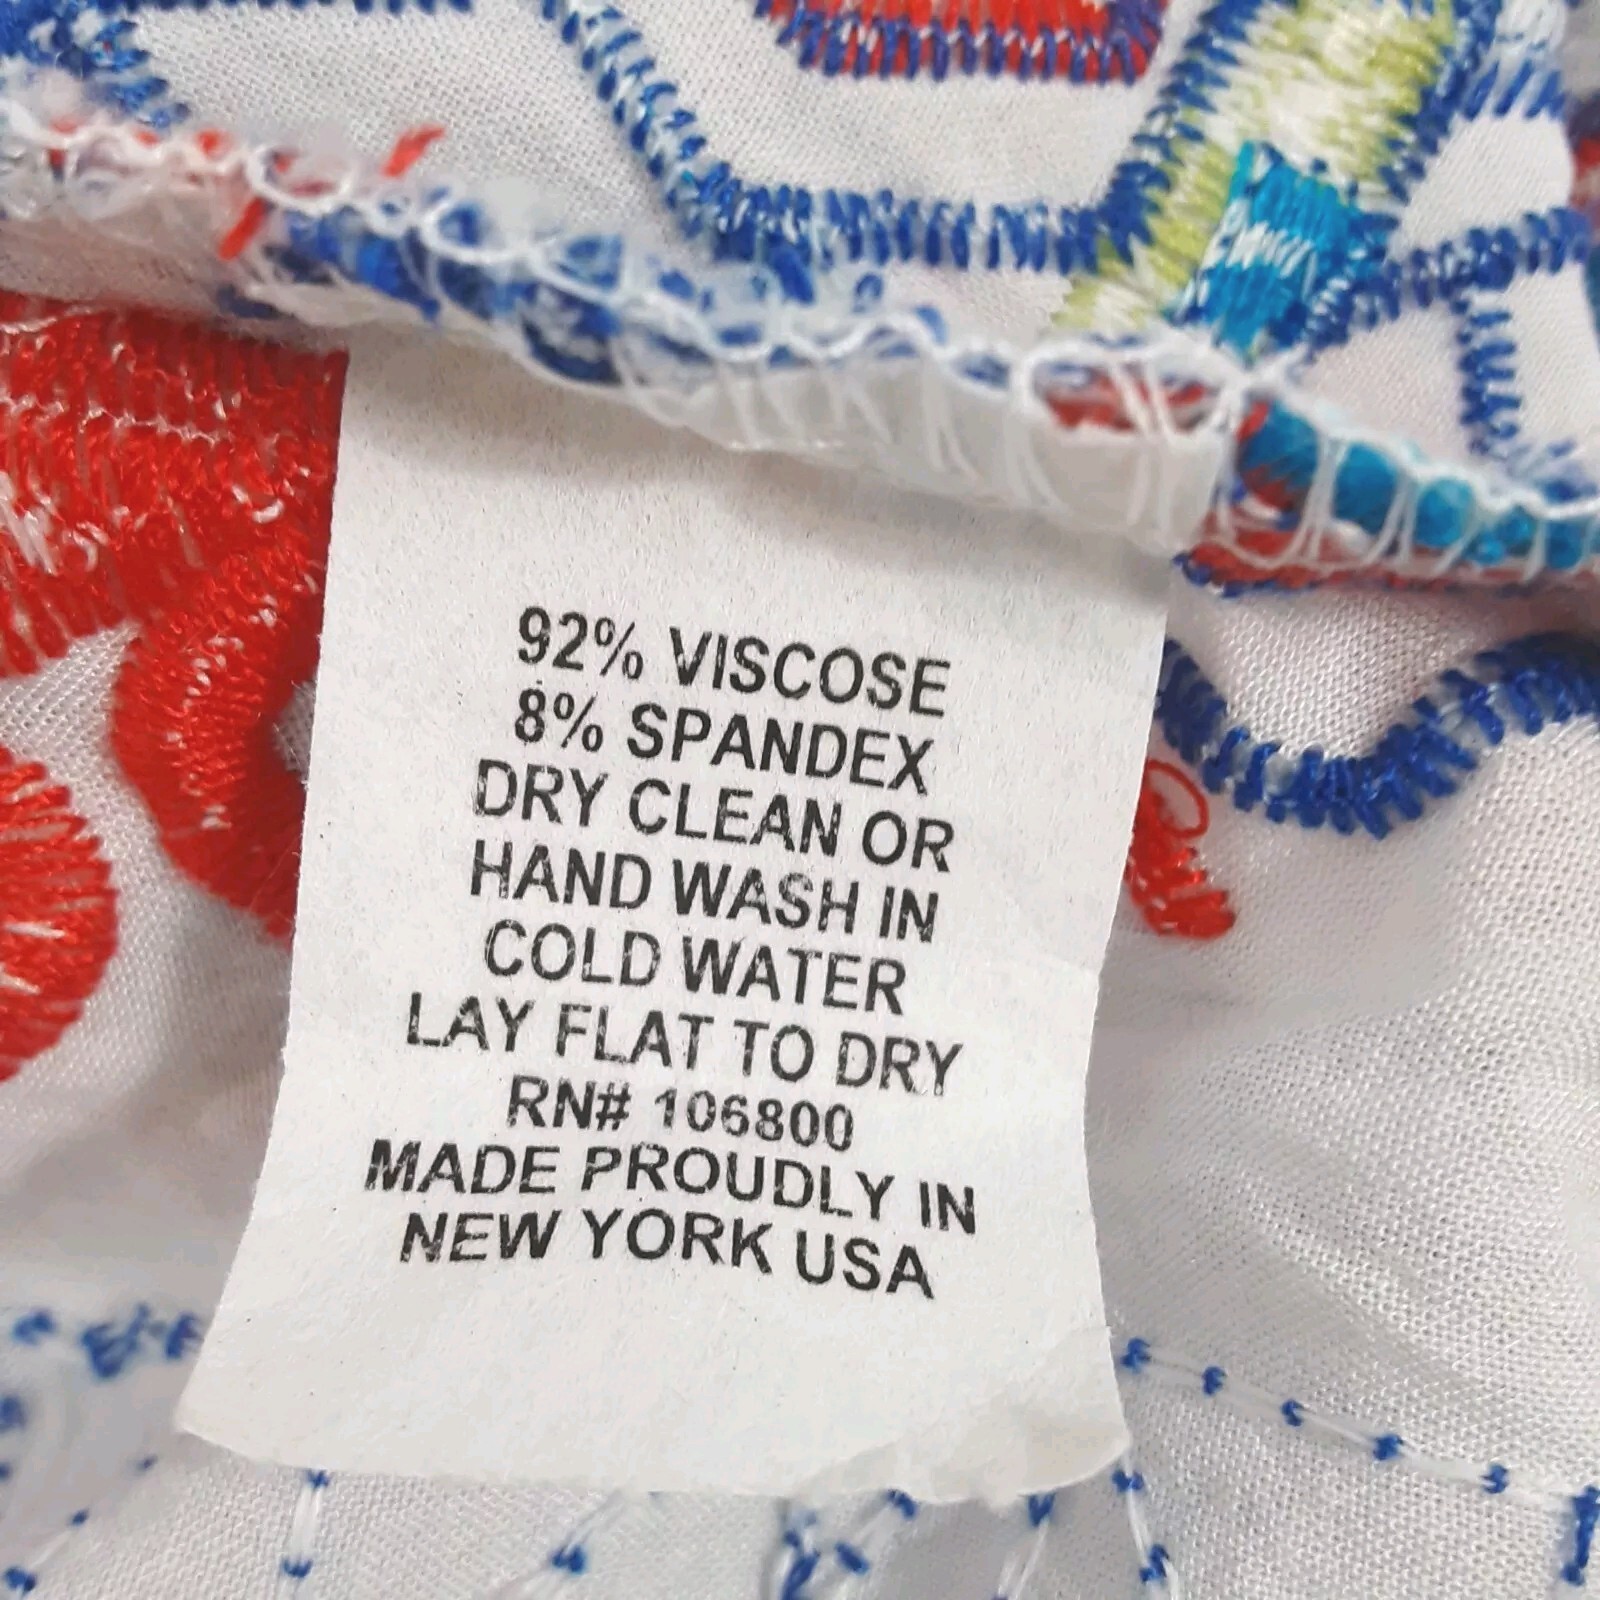 92% VISCOSE
8% SPANDEX
DRY CLEAN OR
HAND WASH IN
COLD WATER
LAY FLAT TO DRY
RN# 106800
MADE PROUDLY IN
NEW YORK USA